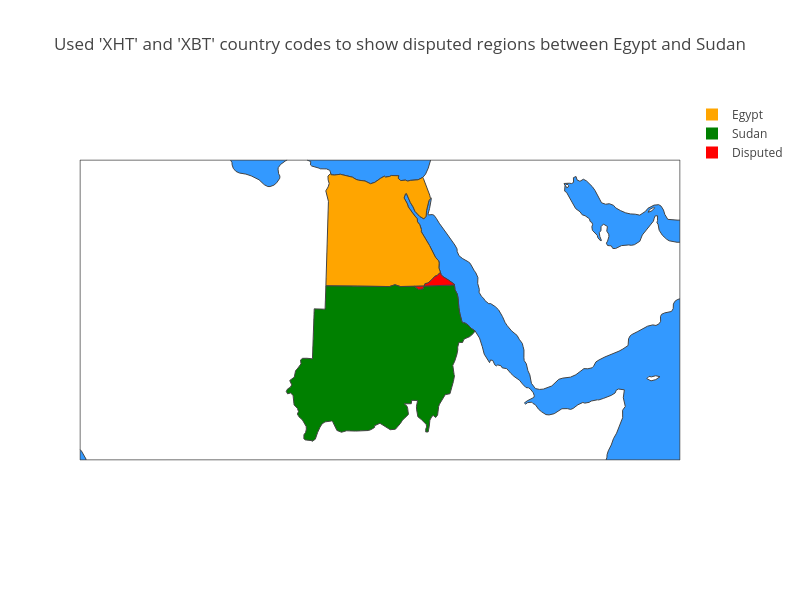 Used 'XHT' and 'XBT' country codes to show disputed regions between Egypt and Sudan
Egypt
Sudan
Disputed